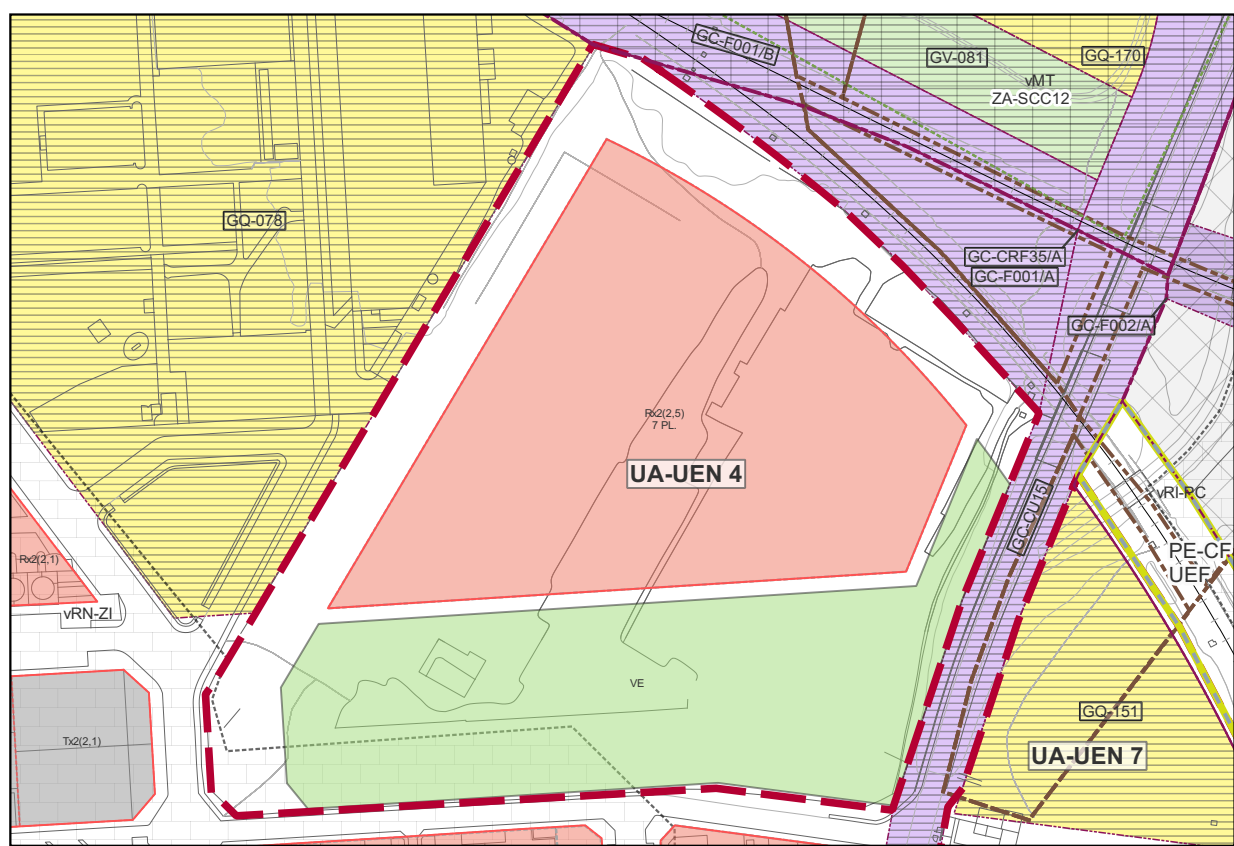 GC-F001/B
GV-081
GQ-170
vMT
ZA-SCC12
GQ-078
GC-CRF35/A
GC-F001/A
GC-F002/A
Rx2(2,5)
7 PL.
UA-UEN 4
GC-CU15
vRI-PC
PE-CF
UEF
Rx2(2,1)
vRN-ZI
VE
GQ-151
Tx2(2,1)
UA-UEN 7